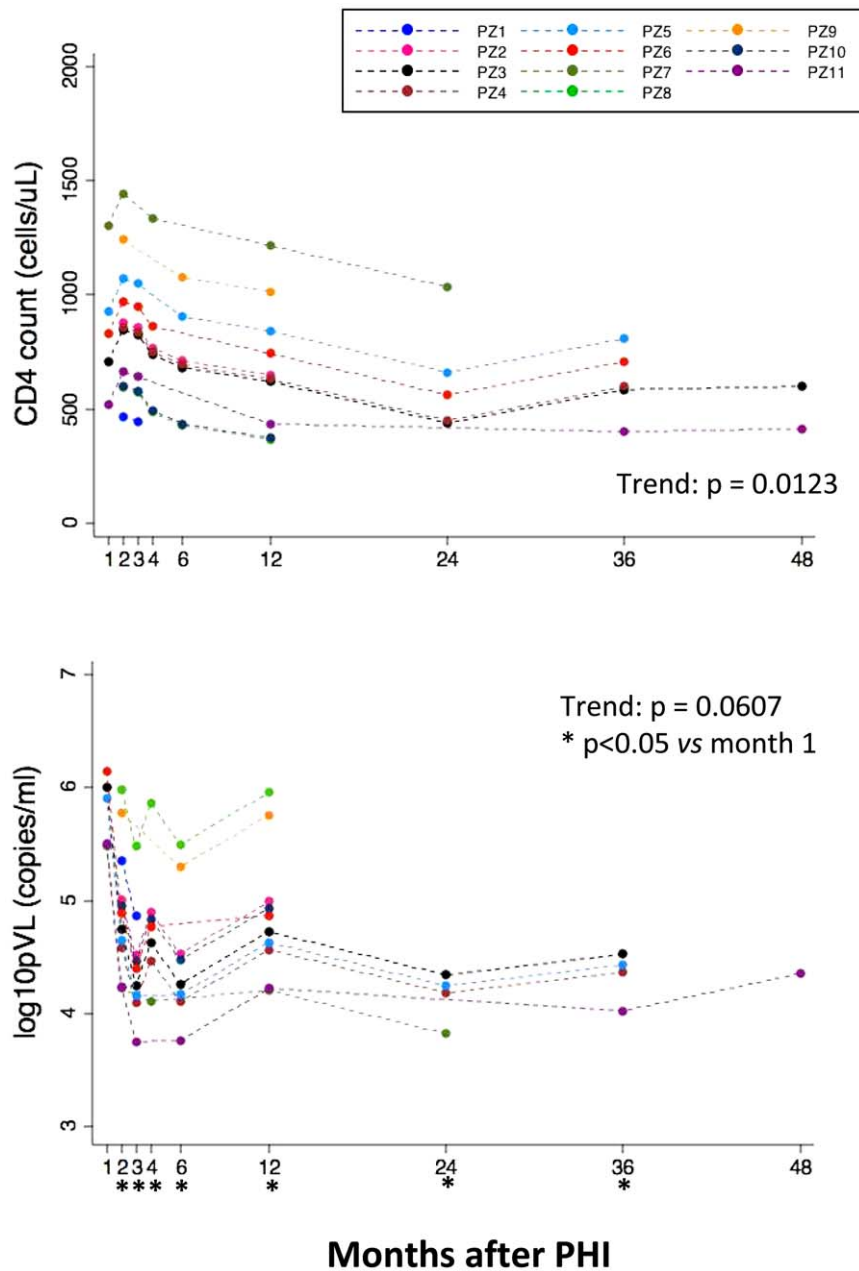 PZ1 PZ5 PZ9
PZ2 PZ6 PZ10
PZ3 PZ7 PZ11
PZ4 PZ8
CD4 count (cells/uL)
2000
1500
1000
500
0
Trend: p = 0.0123
1 2 3 4 6 12 24 36 48
log10pVL (copies/ml)
7
6
5
4
3
Trend: p = 0.0607
* p<0.05 vs month 1
1 2 3 4 6 12 24 36 48
* * * * * * *
Months after PHI